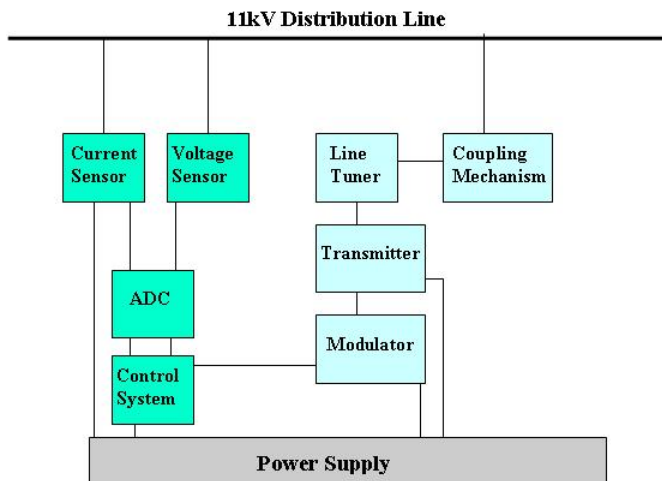 11kV Distribution Line
Current
Sensor
Voltage
Sensor
Line
Tuner
Coupling
Mechanism
Transmitter
ADC
Modulator
Control
System
Power Supply